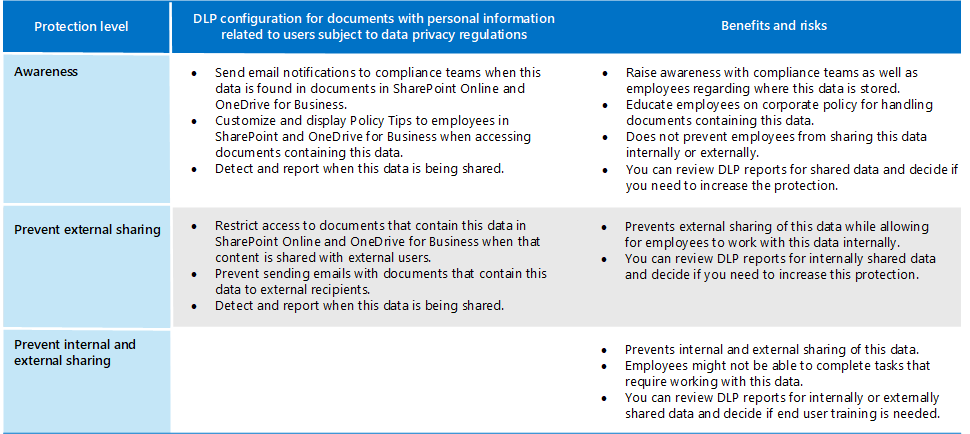 Protection level
DLP configuration for documents with personal information
related to users subject to data privacy regulations
Benefits and risks
Awareness
• Send email notifications to compliance teams when this
data is found in documents in SharePoint Online and
OneDrive for Business.
• Customize and display Policy Tips to employees in
SharePoint and OneDrive for Business when accessing
documents containing this data.
• Detect and report when this data is being shared.
• Raise awareness with compliance teams as well as
employees regarding where this data is stored.
• Educate employees on corporate policy for handling
documents containing this data.
• Does not prevent employees from sharing this data
internally or externally.
• You can review DLP reports for shared data and decide if
you need to increase the protection.
Prevent external sharing
• Restrict access to documents that contain this data in
SharePoint Online and OneDrive for Business when that
content is shared with external users.
• Prevent sending emails with documents that contain this
data to external recipients.
• Detect and report when this data is being shared.
• Prevents external sharing of this data while allowing
for employees to work with this data internally.
• You can review DLP reports for internally shared data
and decide if you need to increase this protection.
Prevent internal and
external sharing
• Prevents internal and external sharing of this data.
• Employees might not be able to complete tasks that
require working with this data.
• You can review DLP reports for internally or externally
shared data and decide if end user training is needed.